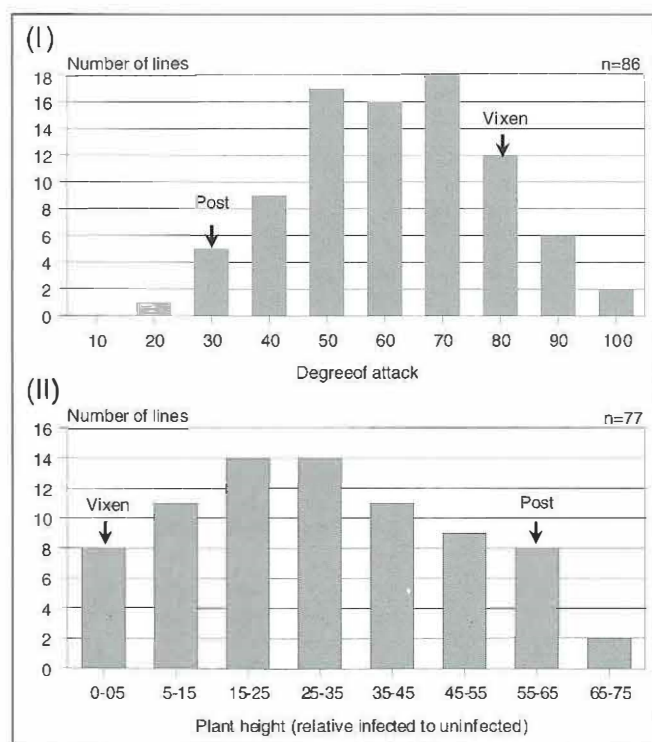 (I)
Number of lines n=86
18
16
14
12
10
8
6
4
2
0
Vixen
Post
10 20 30 40 50 60 70 80 90 100
Degreeof attack
(II)
Number of lines n=77
16
14
12
10
8
6
4
2
0
Vixen Post
0-05 5-15 15-25 25-35 35-45 45-55 55-65 65-75
Plant height (relative infected to uninfected)